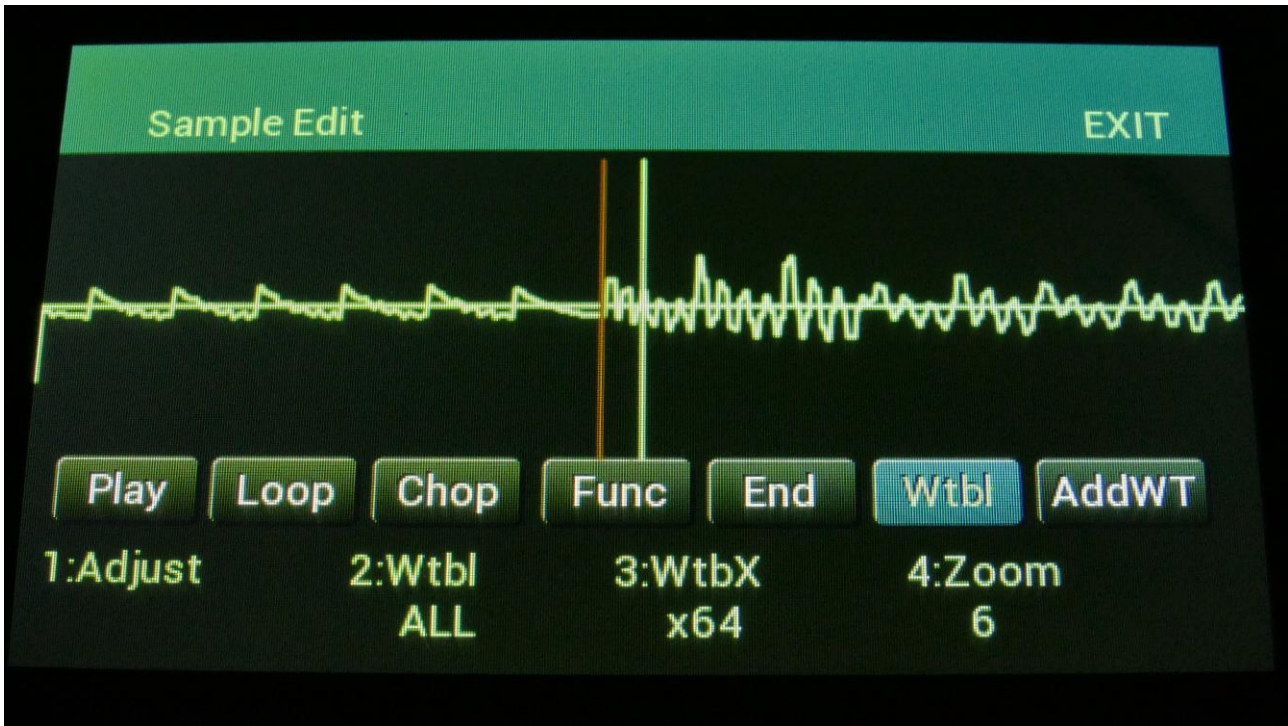 Sample Edit EXIT
Play Loop Chop Func End Wtbl AddWT
1:Adjust 2:Wtbl 3:WtbX 4:Zoom
ALL x64 6